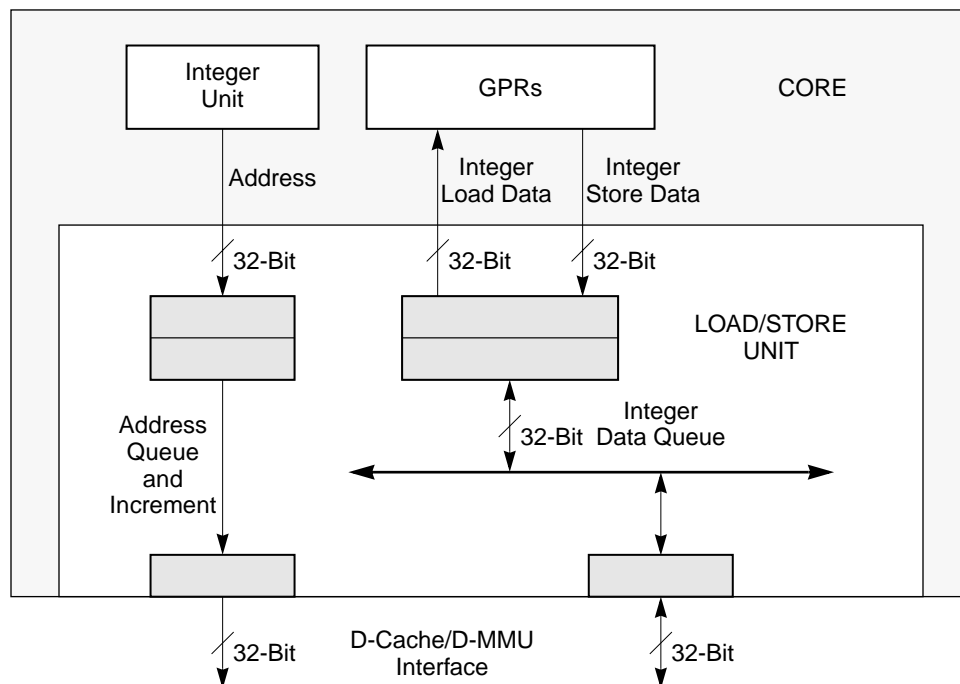 Integer
Unit
GPRs
CORE
Address
Integer
Load Data
Integer
Store Data
32-Bit
32-Bit
32-Bit
LOAD/STORE
UNIT
Address
Queue
and
Increment
32-Bit
Integer
Data Queue
32-Bit
D-Cache/D-MMU
Interface
32-Bit